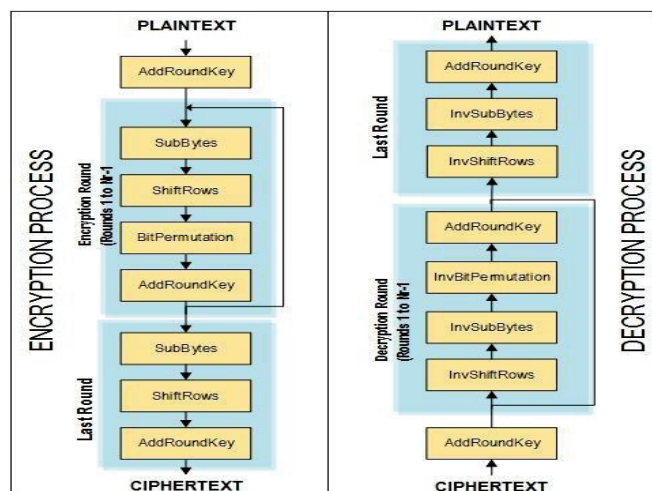 PLAINTEXT
AddRoundKey
SubBytes
ShiftRows
BitPermutation
AddRoundKey
SubBytes
ShiftRows
AddRoundKey
CIPHERTEXT
ENCRYPTION PROCESS
Encryption Round
(Rounds 1 to Nr-1)
Last Round
PLAINTEXT
AddRoundKey
InvSubBytes
InvShiftRows
AddRoundKey
InvBitPermutation
InvSubBytes
InvShiftRows
AddRoundKey
CIPHERTEXT
Last Round
Decryption Round
(Rounds 1 to Nr-1)
DECRYPTION PROCESS